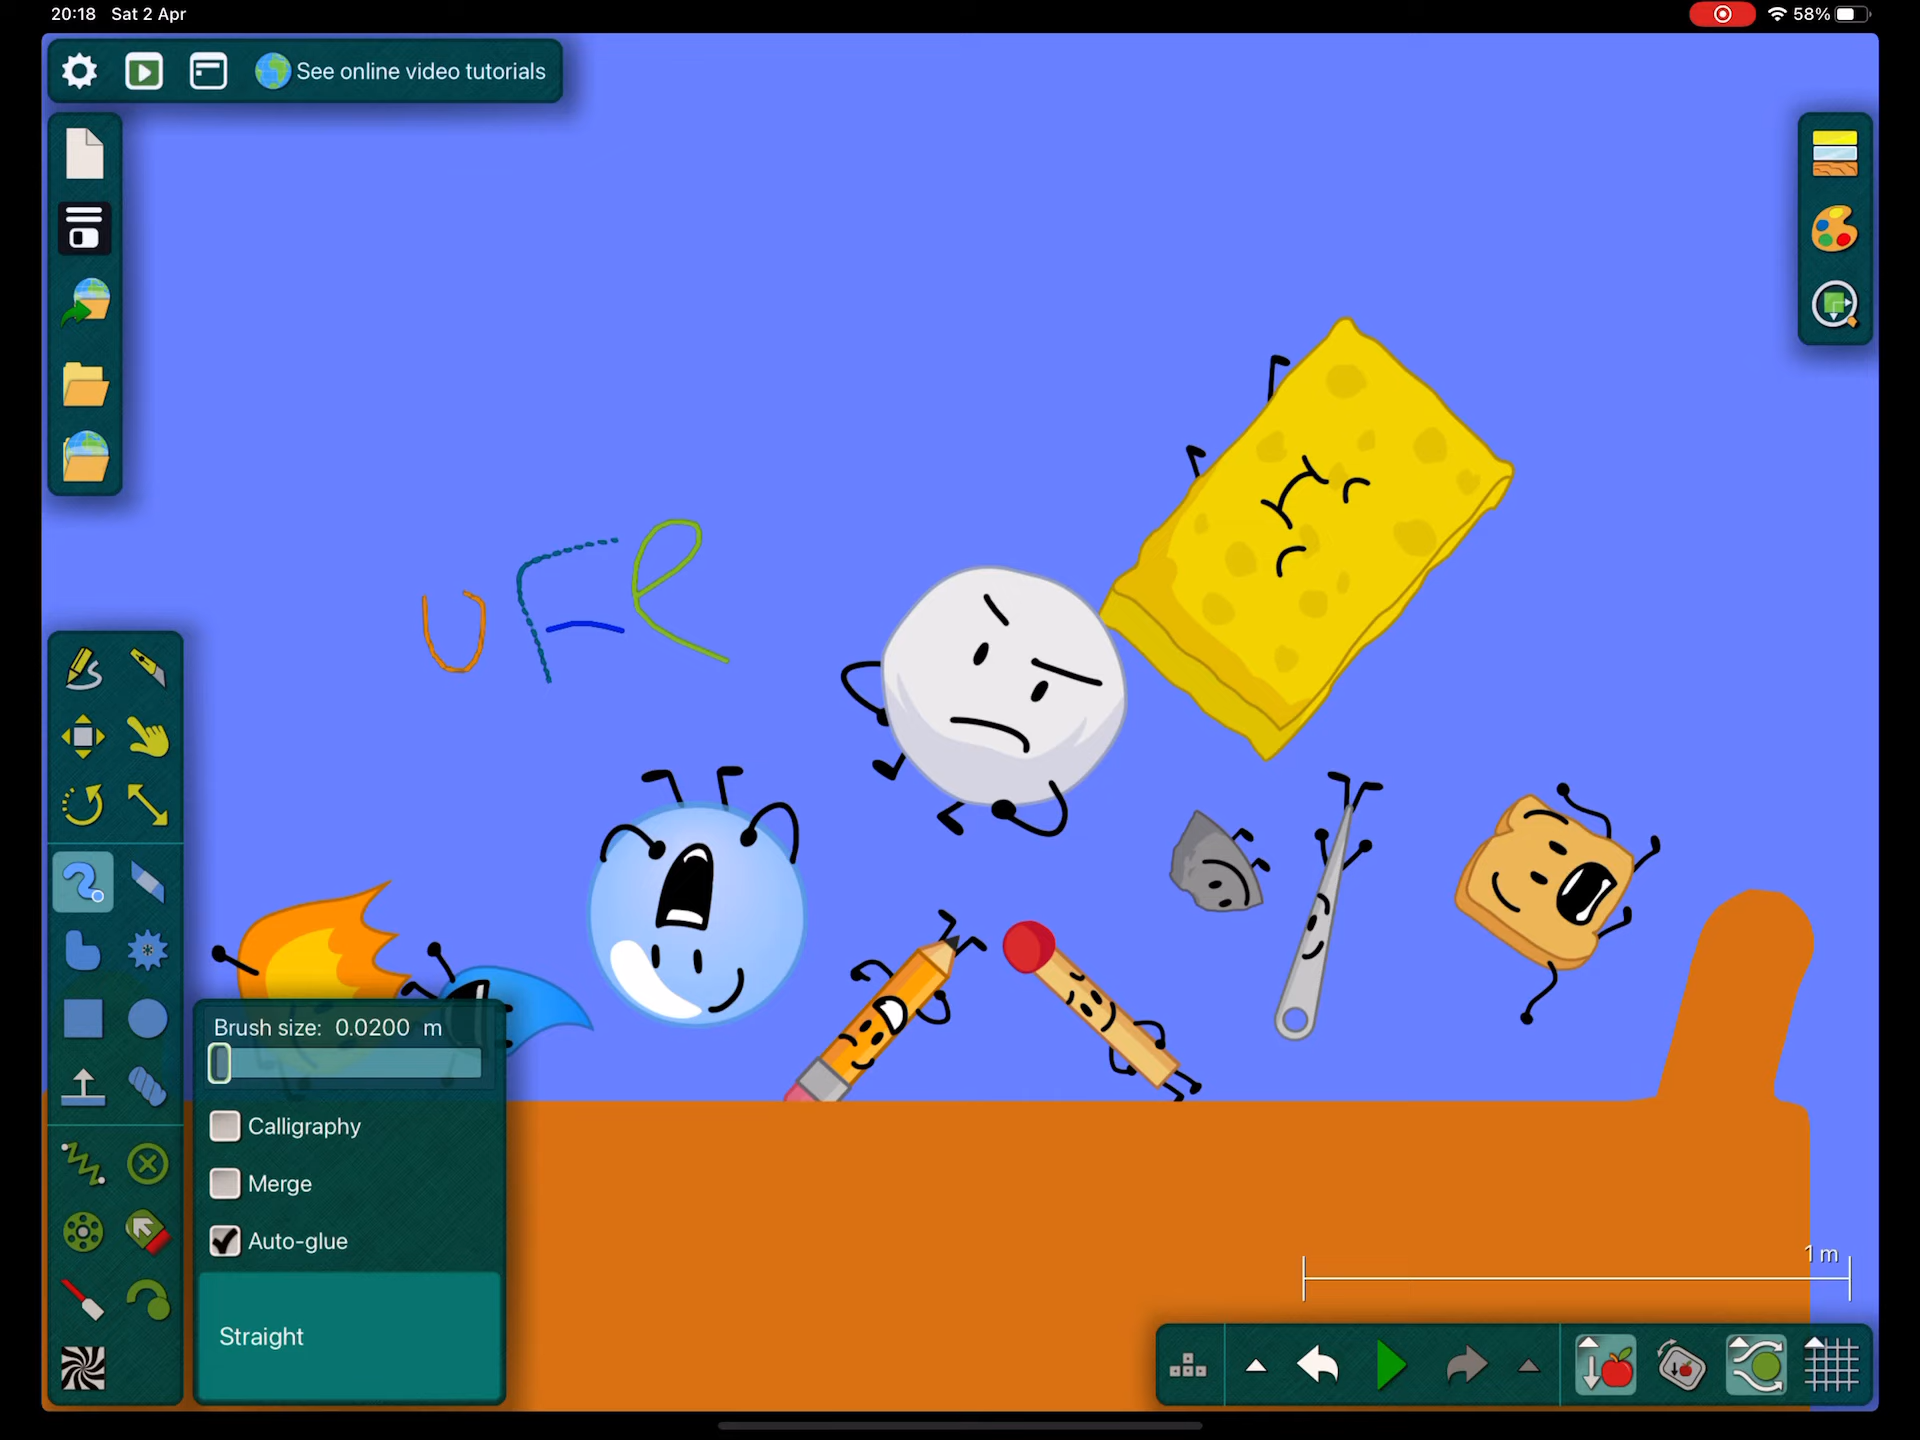 20:18 Sat 2 Apr
58%
See online video tutorials
UFR
Brush size: 0.0200 m
Calligraphy
Merge
Auto-glue
Straight
1 m